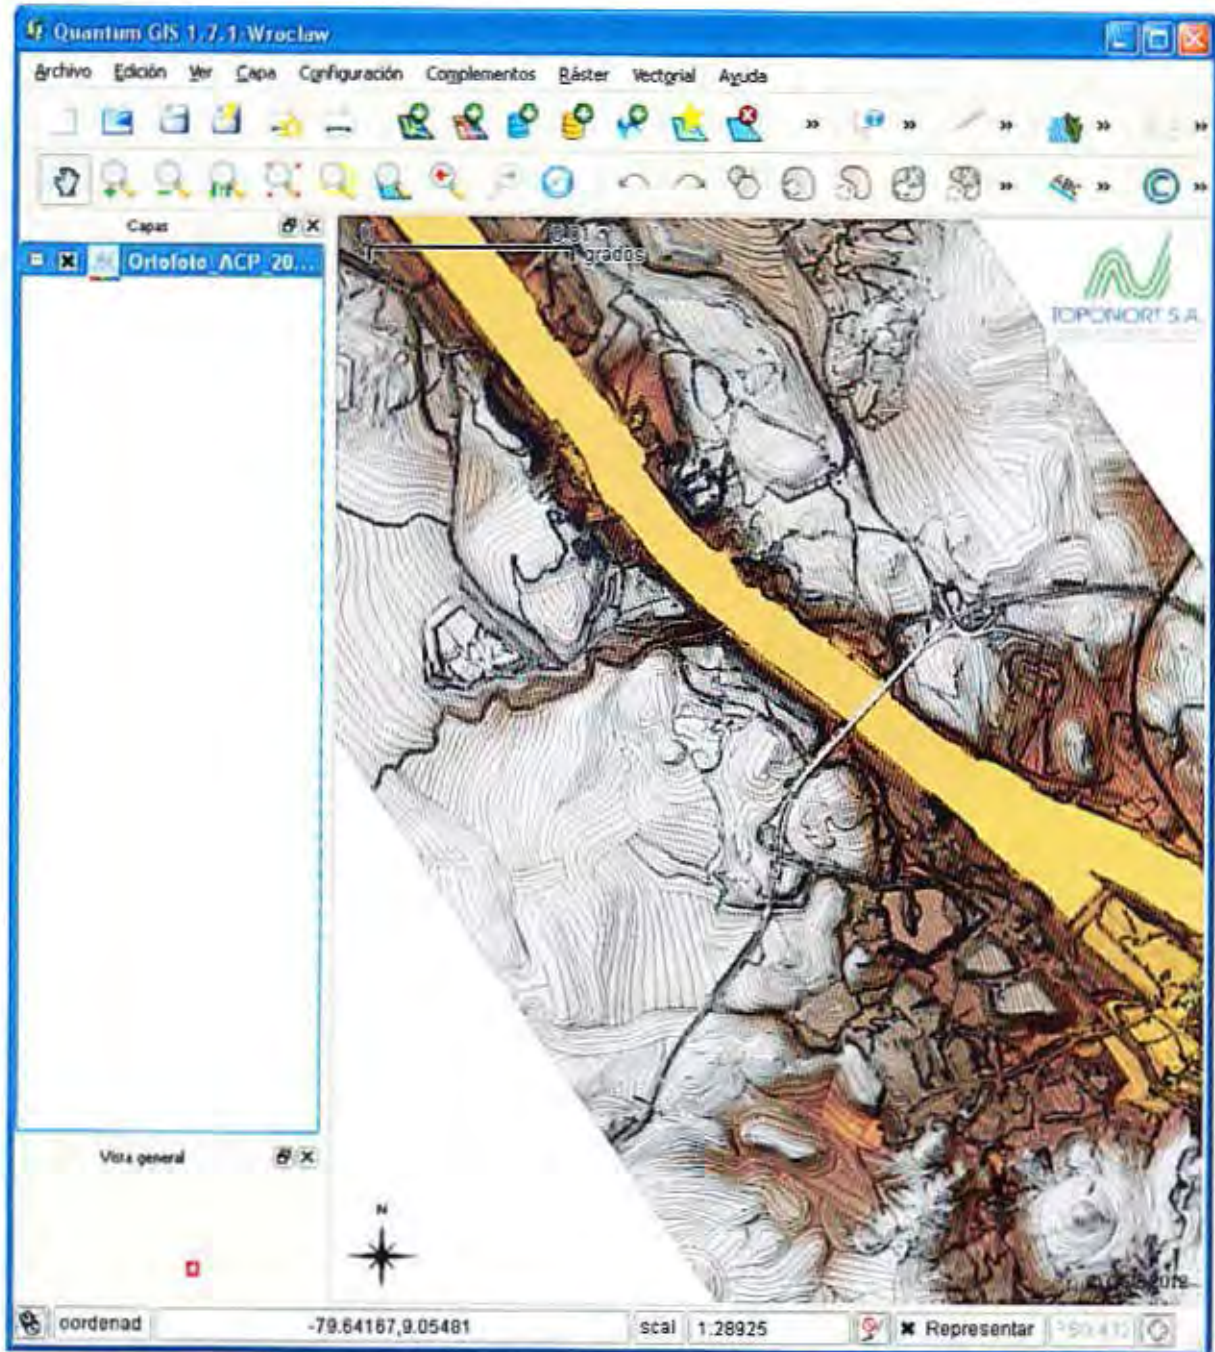 Quantum GIS 1.7.1-Wroclaw
Archivo Edición Ver Capa Configuración Complementos Ráster Vectorial Ayuda
Capas
Ortofoto_ACP_20...
0
grados
TOPONORT S.A.
Vista general
N
oordenad -79.64167,9.05481 scal 1:28925 Representar